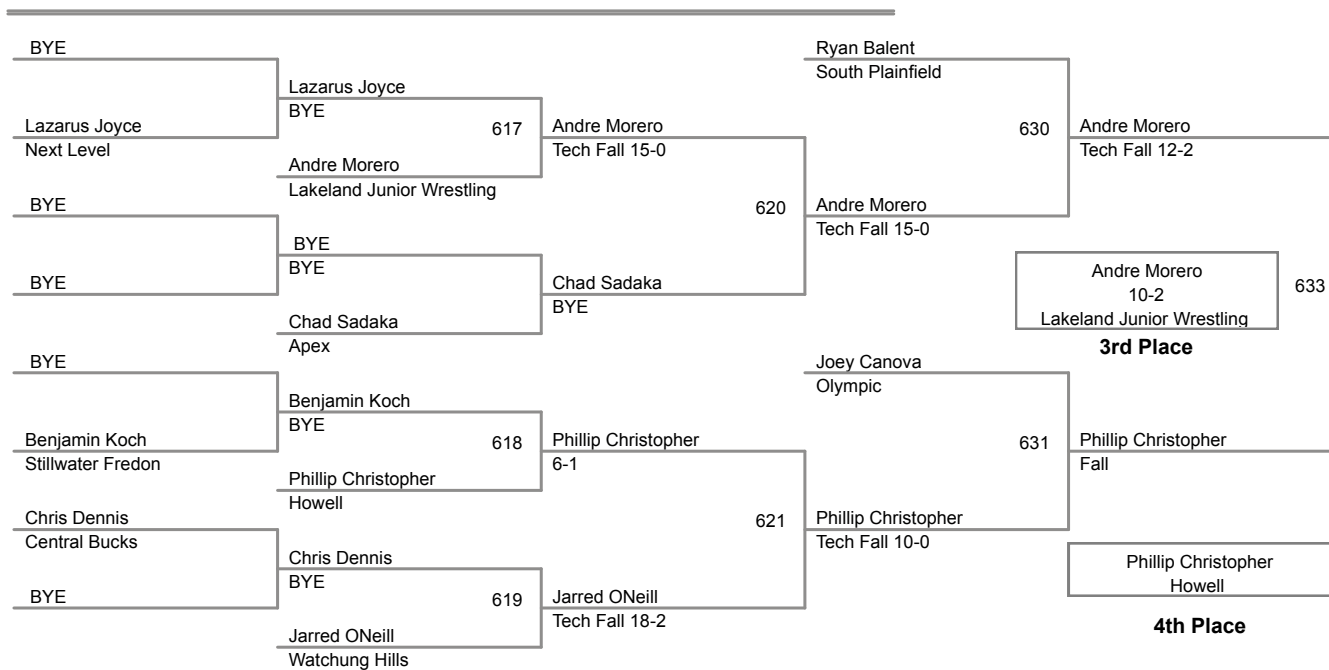 BYE
Lazarus Joyce
BYE
Lazarus Joyce
Next Level
617
Andre Morero
Lakeland Junior Wrestling
Andre Morero
Tech Fall 15-0
BYE
BYE
BYE
BYE
Chad Sadaka
Apex
Chad Sadaka
BYE
620
Andre Morero
Tech Fall 15-0
Ryan Balent
South Plainfield
630
Andre Morero
Tech Fall 12-2
Andre Morero
10-2
Lakeland Junior Wrestling
633
3rd Place
BYE
Benjamin Koch
BYE
Benjamin Koch
Stillwater Fredon
618
Phillip Christopher
Howell
Phillip Christopher
6-1
Chris Dennis
Central Bucks
Chris Dennis
BYE
BYE
619
Jarred ONeill
Watchung Hills
Jarred ONeill
Tech Fall 18-2
621
Phillip Christopher
Tech Fall 10-0
Joey Canova
Olympic
631
Phillip Christopher
Fall
Phillip Christopher
Howell
4th Place